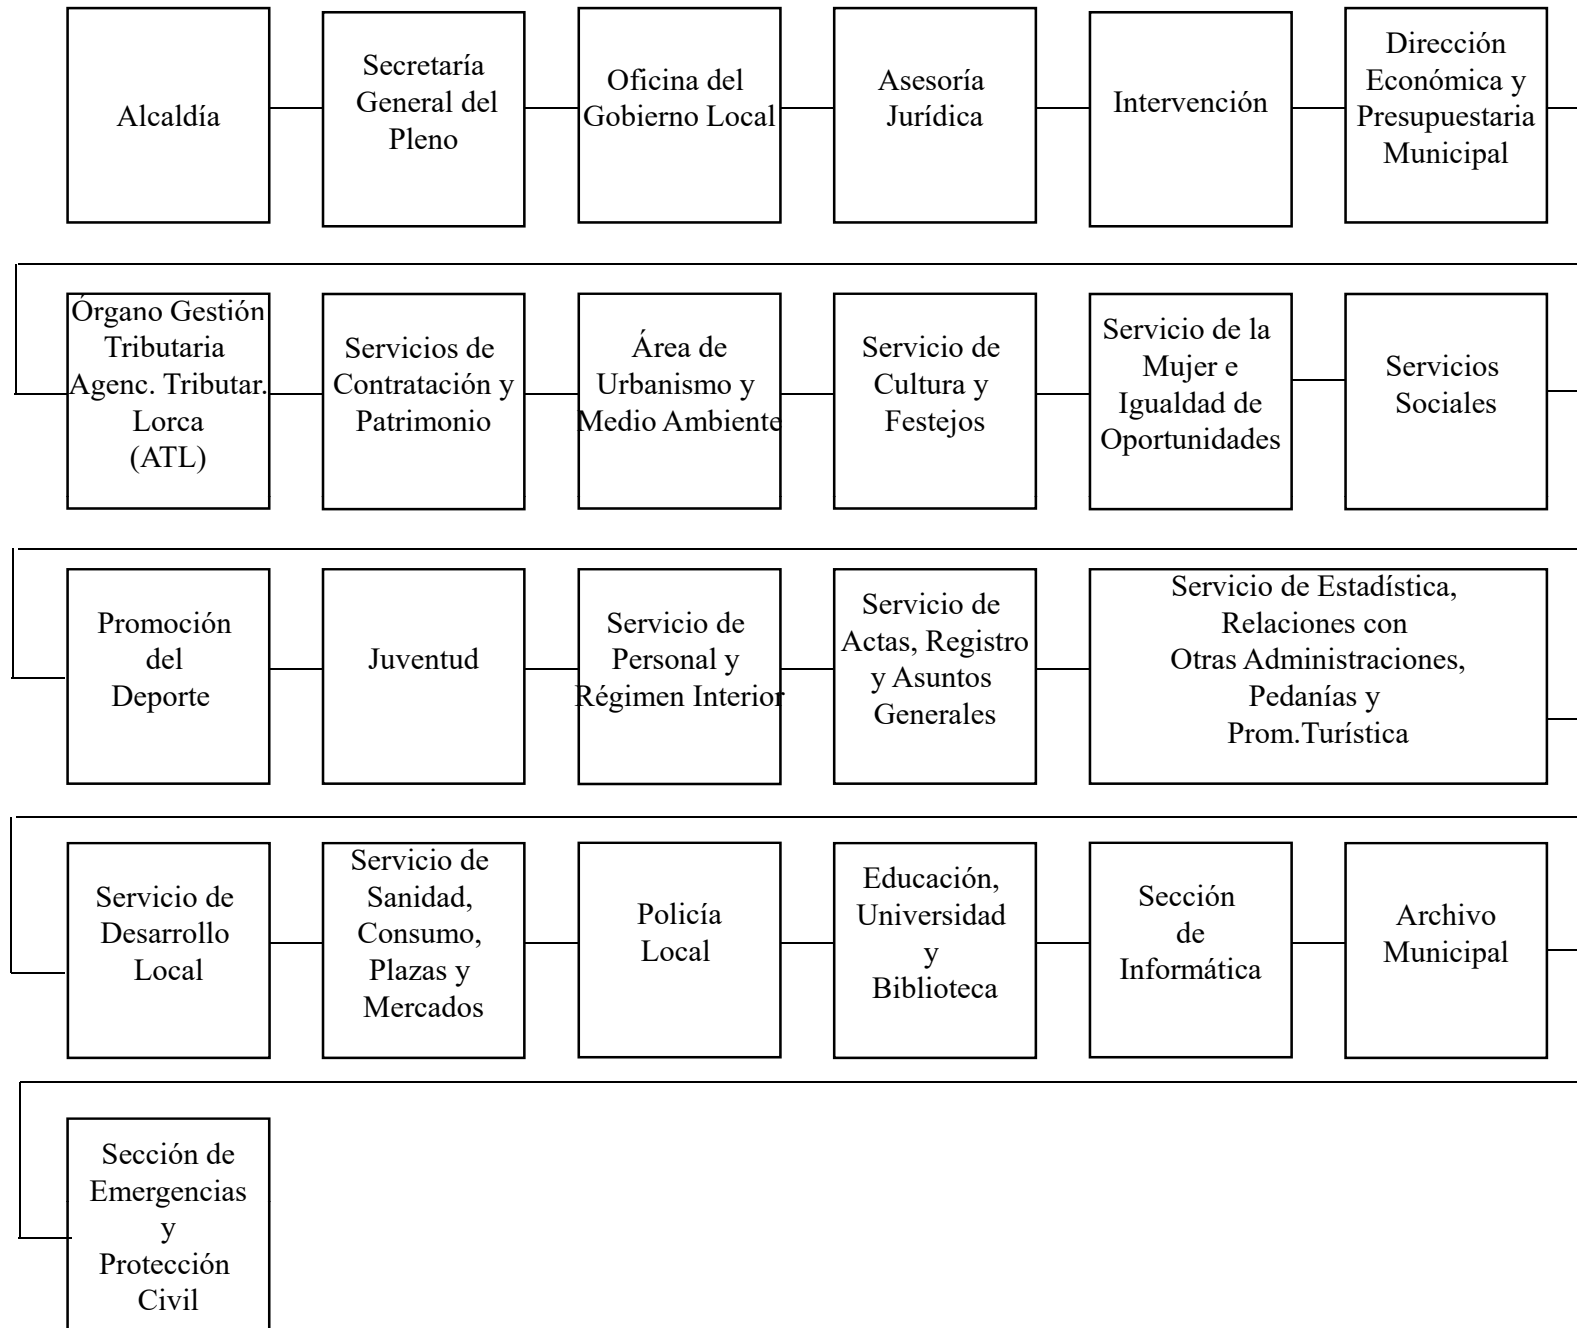 Alcaldía
Secretaría
General del
Pleno
Oficina del
Gobierno Local
Asesoría
Jurídica
Intervención
Dirección
Económica y
Presupuestaria
Municipal
Órgano Gestión
Tributaria
Agenc. Tributar.
Lorca
(ATL)
Servicios de
Contratación y
Patrimonio
Área de
Urbanismo y
Medio Ambiente
Servicio de
Cultura y
Festejos
Servicio de la
Mujer e
Igualdad de
Oportunidades
Servicios
Sociales
Promoción
del
Deporte
Juventud
Servicio de
Personal y
Régimen Interior
Servicio de
Actas, Registro
y Asuntos
Generales
Servicio de Estadística,
Relaciones con
Otras Administraciones,
Pedanías y
Prom.Turística
Servicio de
Desarrollo
Local
Servicio de
Sanidad,
Consumo,
Plazas y
Mercados
Policía
Local
Educación,
Universidad
y
Biblioteca
Sección
de
Informática
Archivo
Municipal
Sección de
Emergencias
y
Protección
Civil